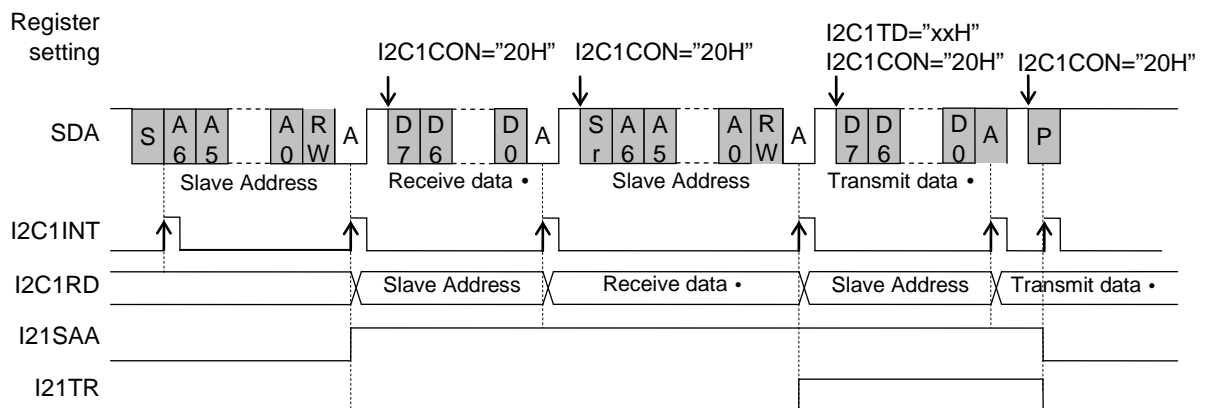 Register
setting
I2C1CON=”20H”
I2C1CON=”20H”
I2C1TD=”xxH”
I2C1CON=”20H”
I2C1CON=”20H”
SDA
S
A
6
A
5
A
0
R
W
A
D
7
D
6
D
0
A
S
r
A
6
A
5
A
0
R
W
A
D
7
D
6
D
0
A
P
Slave Address
Receive data •
Slave Address
Transmit data •
I2C1INT
I2C1RD
Slave Address
Receive data •
Slave Address
Transmit data •
I21SAA
I21TR